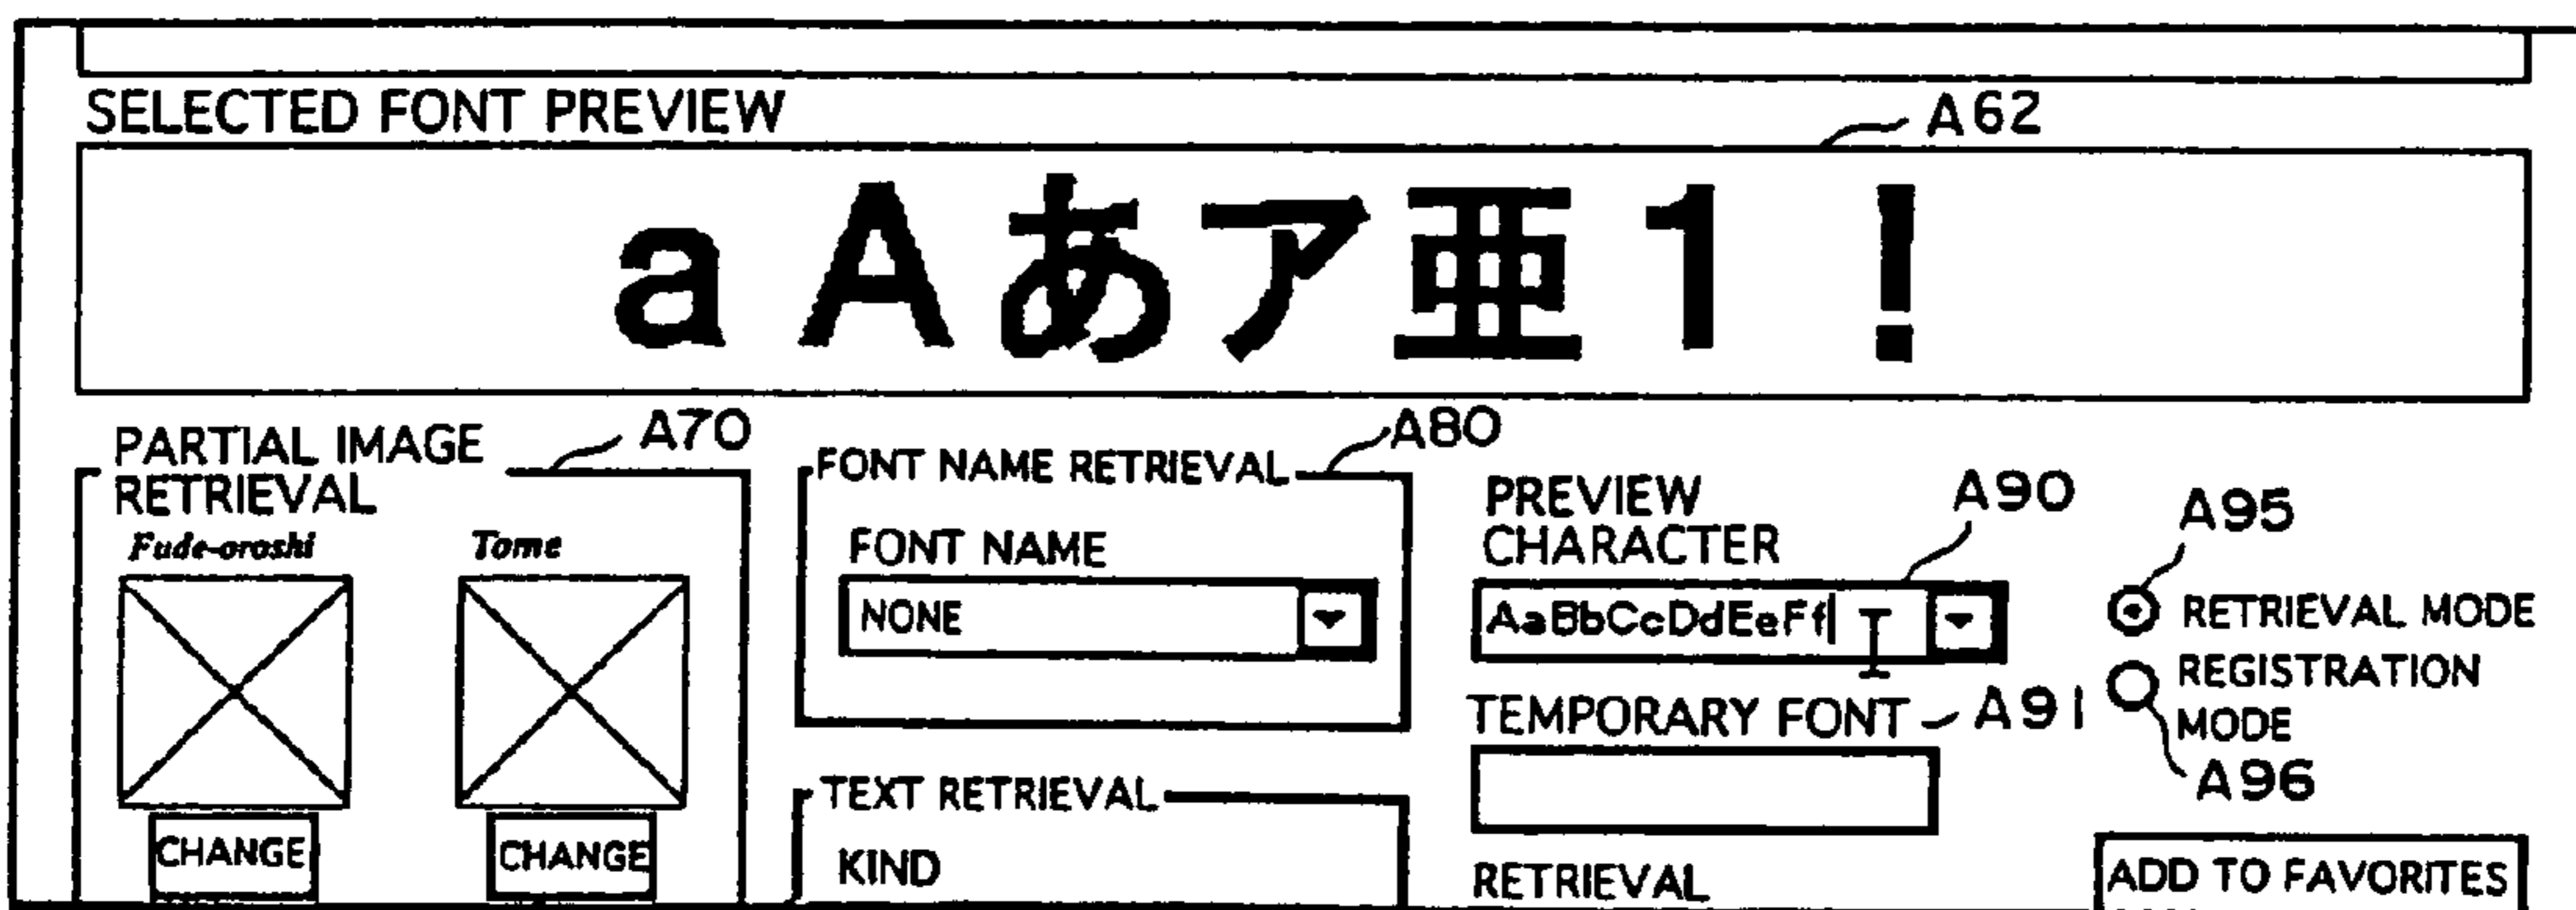 SELECTED FONT PREVIEW
A62
aAあア亜1!
PARTIAL IMAGE
RETRIEVAL
A70
Fude-oroshi
Tome
CHANGE
CHANGE
FONT NAME RETRIEVAL
A80
FONT NAME
NONE
TEXT RETRIEVAL
KIND
PREVIEW
CHARACTER
A90
AaBbCcDdEeFf
TEMPORARY FONT
A91
RETRIEVAL
A95
RETRIEVAL MODE
REGISTRATION
MODE
A96
ADD TO FAVORITES